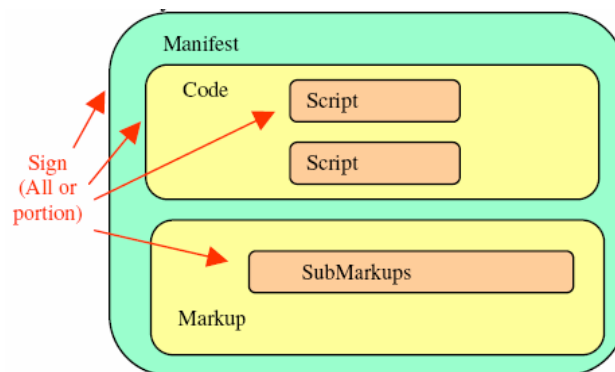 Manifest
Code
Script
Script
Sign
(All or
portion)
SubMarkups
Markup